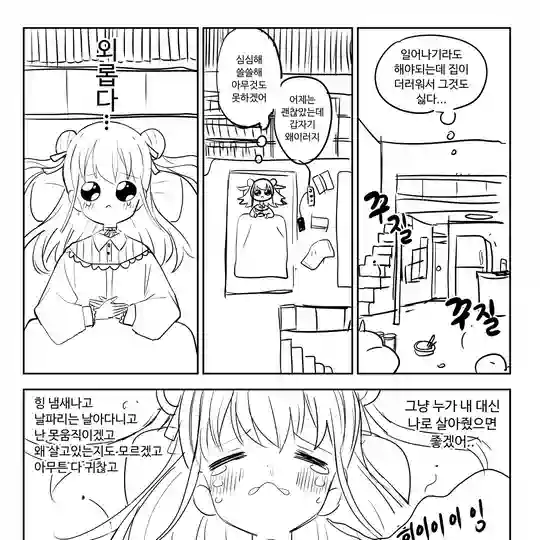 외롭다...
심심해
쓸쓸해
아무것도
못하겠어
어제는
괜찮았는데
갑자기
왜이러지
일어나기라도
해야되는데 집이
더러워서 그것도
싫다...
꾸질
꾸질
힝 냄새나고
날파리는 날아다니고
난 못움직이겠고
왜 살고있는지도 모르겠고
아무튼 다 귀찮고
그냥 누가 내 대신
나로 살아줬으면
좋겠어..
히이이이잉